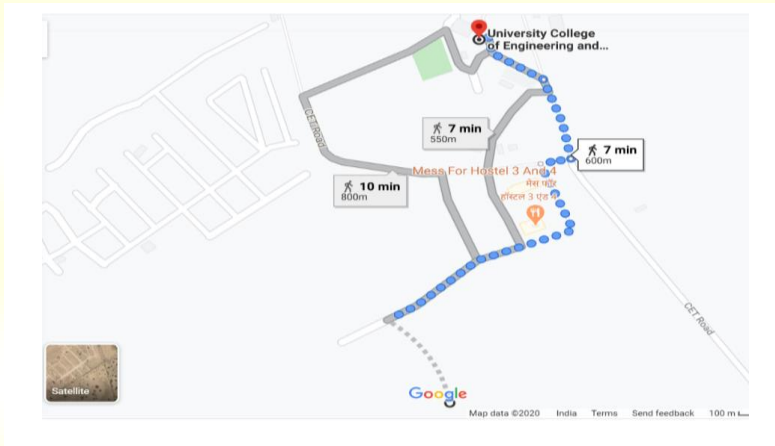 University College
of Engineering and...
CET Road
7 min
550m
7 min
600m
Mess For Hostel 3 And 4
मेस फॉर
हॉस्टल 3 एंड 4
10 min
800m
CET Road
Satellite
Google
Map data ©2020 India Terms Send feedback 100 m